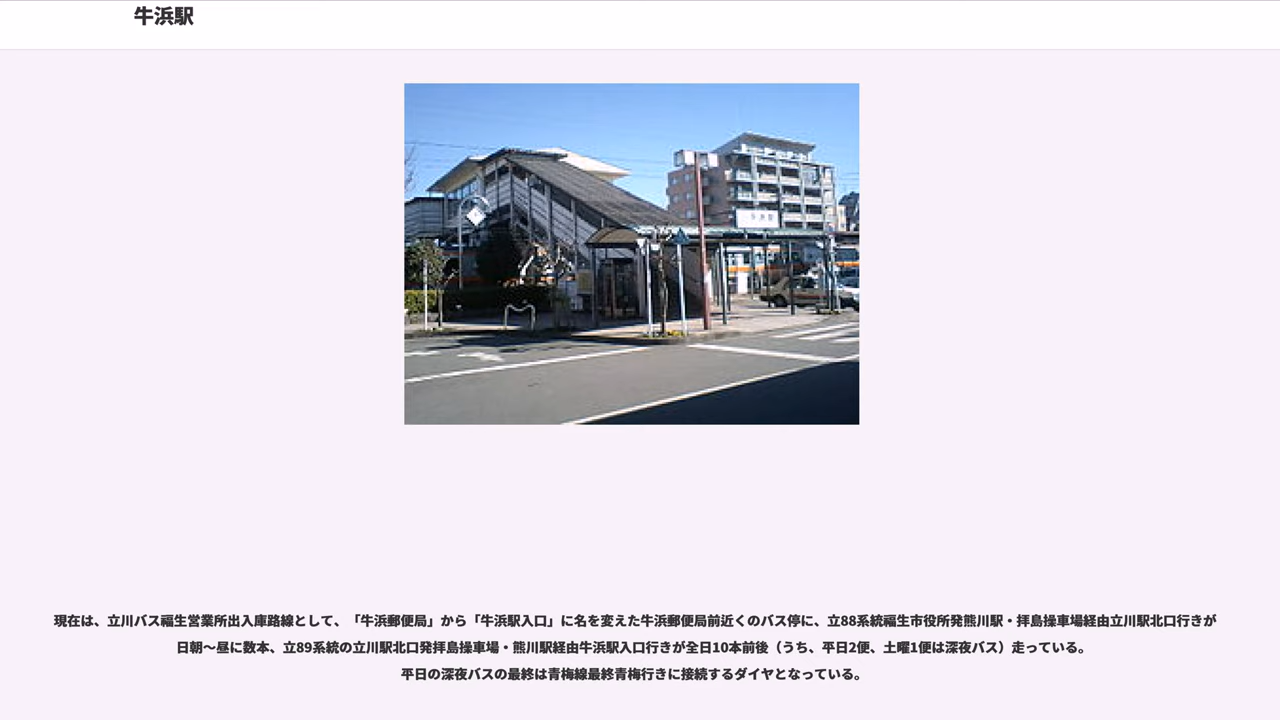 牛浜駅
現在は、立川バス福生営業所出入庫路線として、「牛浜郵便局」から「牛浜駅入口」に名を変えた牛浜郵便局前近くのバス停に、立88系統福生市役所発熊川駅・拝島操車場経由立川駅北口行きが
日朝〜昼に数本、立89系統の立川駅北口発拝島操車場・熊川駅経由牛浜駅入口行きが全日10本前後（うち、平日2便、土曜1便は深夜バス）走っている。
平日の深夜バスの最終は青梅線最終青梅行きに接続するダイヤとなっている。